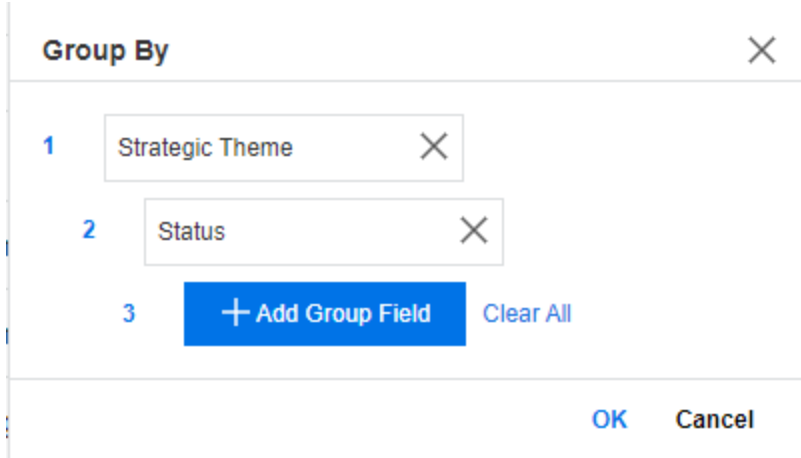 Group By
1 Strategic Theme
2 Status
3 Add Group Field Clear All
OK Cancel